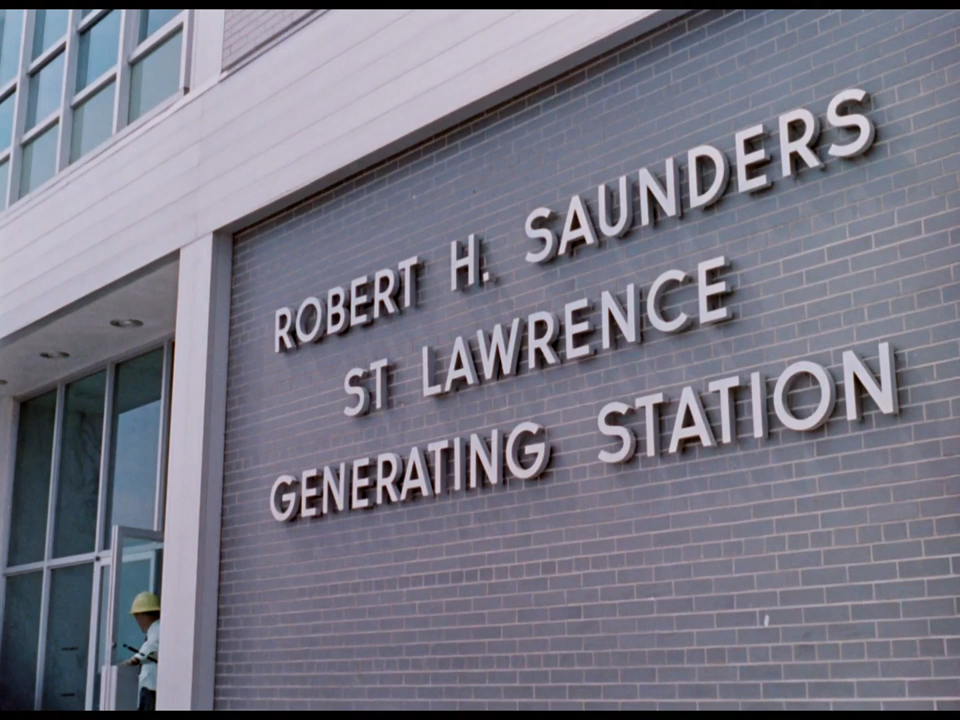 ROBERT H. SAUNDERS
ST LAWRENCE
GENERATING STATION